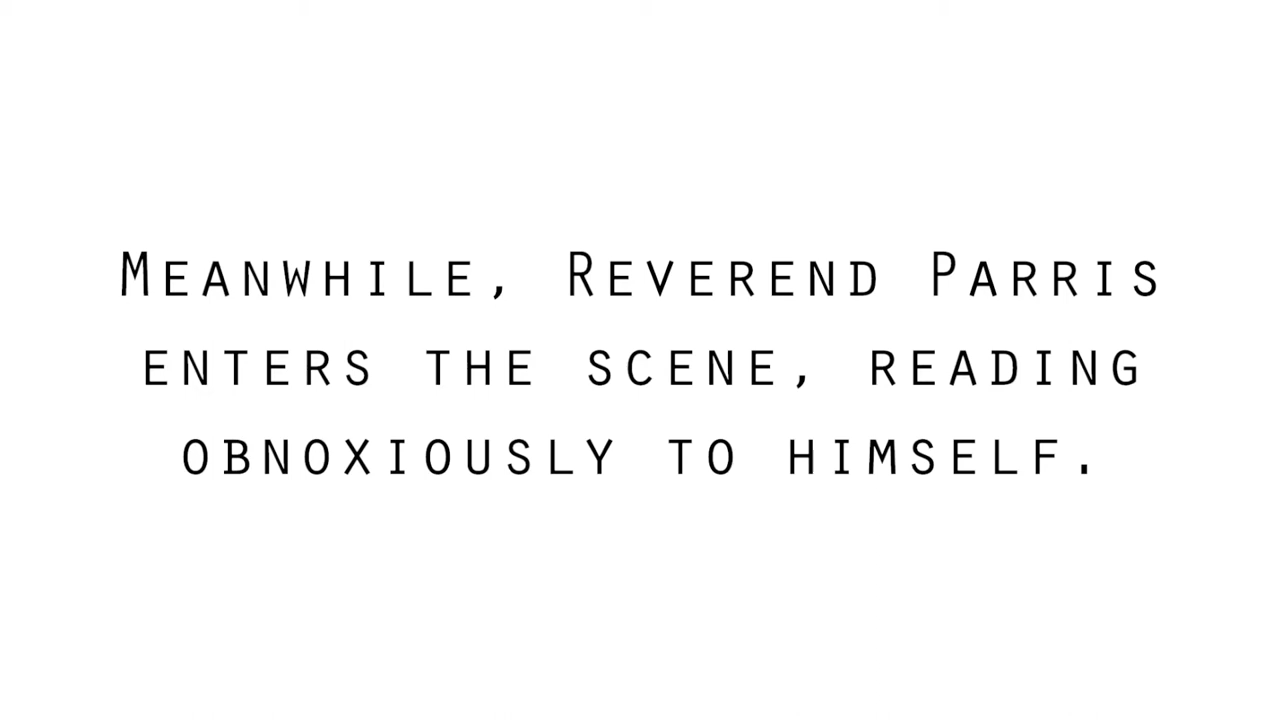 Meanwhile, Reverend Parris
enters the scene, reading
obnoxiously to himself.